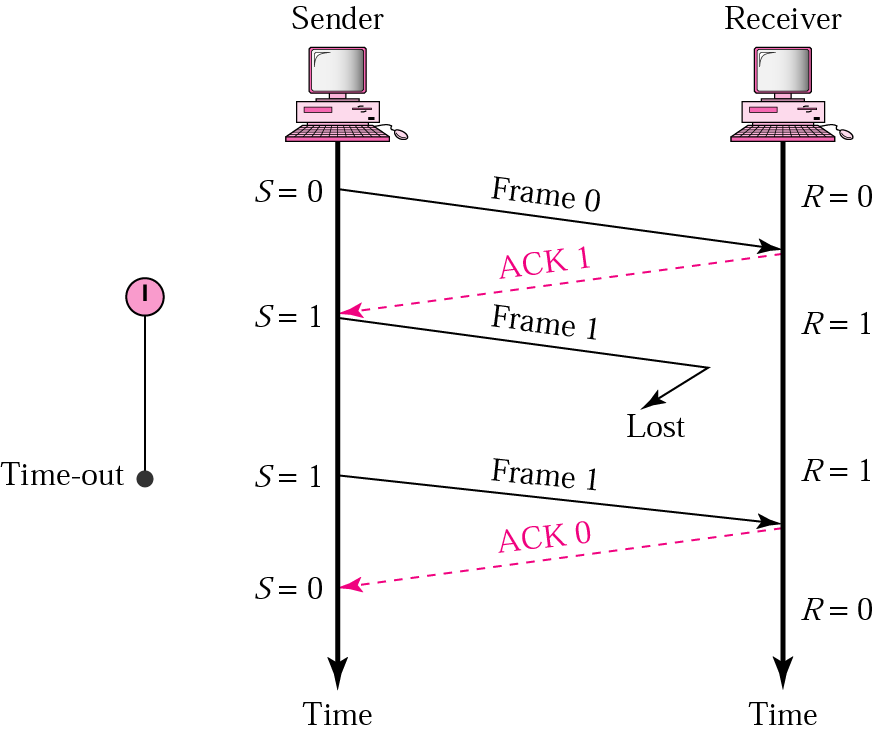 Sender
Receiver
S = 0
Frame 0
R = 0
ACK 1
S = 1
Frame 1
R = 1
Lost
Time-out
S = 1
Frame 1
R = 1
ACK 0
S = 0
R = 0
Time
Time